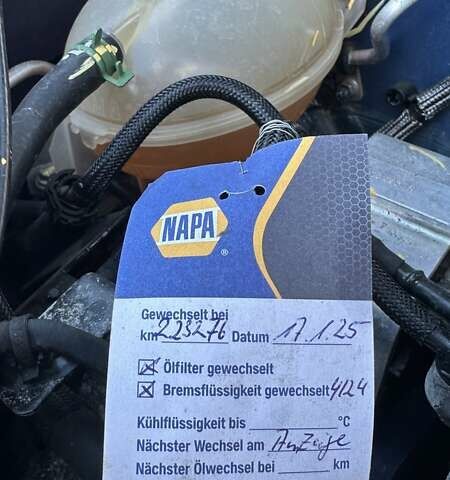 NAPA
®
Gewechselt bei
km 223276 Datum 17.1.25
Ölfilter gewechselt
Bremsflüssigkeit gewechselt 4/24
Kühlflüssigkeit bis °C
Nächster Wechsel am Anzeige
Nächster Ölwechsel bei km